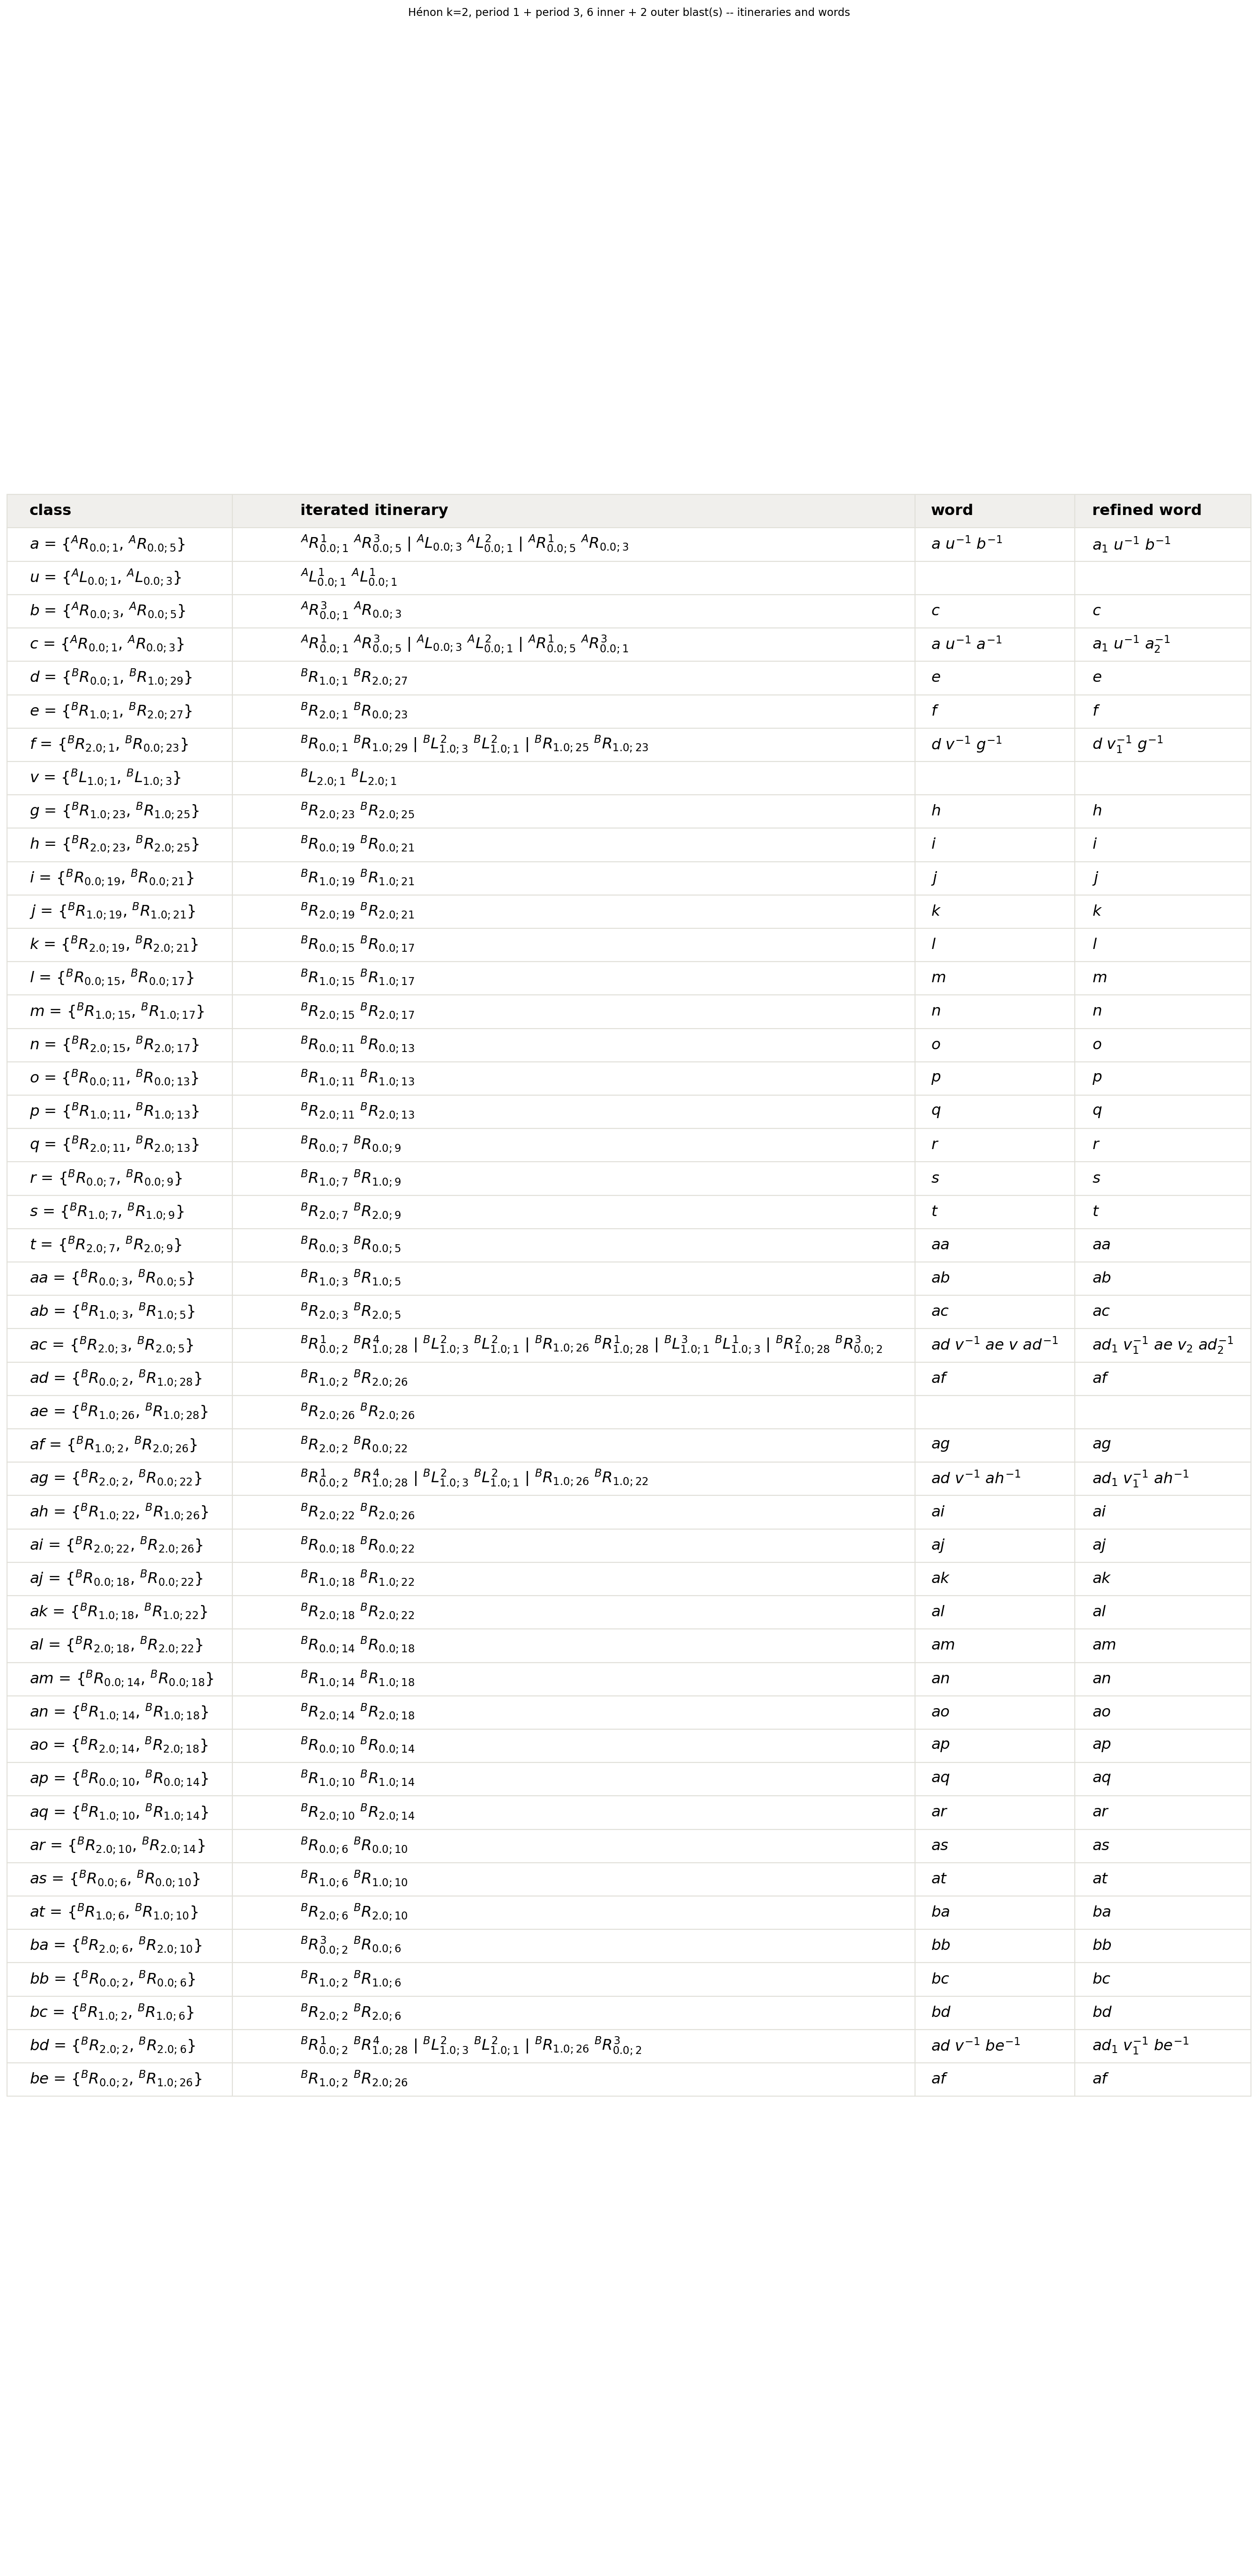 Hénon k=2, period 1 + period 3, 6 inner + 2 outer blast(s) -- itineraries and words
class iterated itinerary word refined word
a = {^A R_{0.0;1}, ^A R_{0.0;5}} ^A R^1_{0.0;1} ^A R^3_{0.0;5} | ^A L_{0.0;3} ^A L^2_{0.0;1} | ^A R^1_{0.0;5} ^A R_{0.0;3} a u^{-1} b^{-1} a_1 u^{-1} b^{-1}
u = {^A L_{0.0;1}, ^A L_{0.0;3}} ^A L^1_{0.0;1} ^A L^1_{0.0;1}
b = {^A R_{0.0;3}, ^A R_{0.0;5}} ^A R^3_{0.0;1} ^A R_{0.0;3} c c
c = {^A R_{0.0;1}, ^A R_{0.0;3}} ^A R^1_{0.0;1} ^A R^3_{0.0;5} | ^A L_{0.0;3} ^A L^2_{0.0;1} | ^A R^1_{0.0;5} ^A R^3_{0.0;1} a u^{-1} a^{-1} a_1 u^{-1} a_2^{-1}
d = {^B R_{0.0;1}, ^B R_{1.0;29}} ^B R_{1.0;1} ^B R_{2.0;27} e e
e = {^B R_{1.0;1}, ^B R_{2.0;27}} ^B R_{2.0;1} ^B R_{0.0;23} f f
f = {^B R_{2.0;1}, ^B R_{0.0;23}} ^B R_{0.0;1} ^B R_{1.0;29} | ^B L^2_{1.0;3} ^B L^2_{1.0;1} | ^B R_{1.0;25} ^B R_{1.0;23} d v^{-1} g^{-1} d v_1^{-1} g^{-1}
v = {^B L_{1.0;1}, ^B L_{1.0;3}} ^B L_{2.0;1} ^B L_{2.0;1}
g = {^B R_{1.0;23}, ^B R_{1.0;25}} ^B R_{2.0;23} ^B R_{2.0;25} h h
h = {^B R_{2.0;23}, ^B R_{2.0;25}} ^B R_{0.0;19} ^B R_{0.0;21} i i
i = {^B R_{0.0;19}, ^B R_{0.0;21}} ^B R_{1.0;19} ^B R_{1.0;21} j j
j = {^B R_{1.0;19}, ^B R_{1.0;21}} ^B R_{2.0;19} ^B R_{2.0;21} k k
k = {^B R_{2.0;19}, ^B R_{2.0;21}} ^B R_{0.0;15} ^B R_{0.0;17} l l
l = {^B R_{0.0;15}, ^B R_{0.0;17}} ^B R_{1.0;15} ^B R_{1.0;17} m m
m = {^B R_{1.0;15}, ^B R_{1.0;17}} ^B R_{2.0;15} ^B R_{2.0;17} n n
n = {^B R_{2.0;15}, ^B R_{2.0;17}} ^B R_{0.0;11} ^B R_{0.0;13} o o
o = {^B R_{0.0;11}, ^B R_{0.0;13}} ^B R_{1.0;11} ^B R_{1.0;13} p p
p = {^B R_{1.0;11}, ^B R_{1.0;13}} ^B R_{2.0;11} ^B R_{2.0;13} q q
q = {^B R_{2.0;11}, ^B R_{2.0;13}} ^B R_{0.0;7} ^B R_{0.0;9} r r
r = {^B R_{0.0;7}, ^B R_{0.0;9}} ^B R_{1.0;7} ^B R_{1.0;9} s s
s = {^B R_{1.0;7}, ^B R_{1.0;9}} ^B R_{2.0;7} ^B R_{2.0;9} t t
t = {^B R_{2.0;7}, ^B R_{2.0;9}} ^B R_{0.0;3} ^B R_{0.0;5} aa aa
aa = {^B R_{0.0;3}, ^B R_{0.0;5}} ^B R_{1.0;3} ^B R_{1.0;5} ab ab
ab = {^B R_{1.0;3}, ^B R_{1.0;5}} ^B R_{2.0;3} ^B R_{2.0;5} ac ac
ac = {^B R_{2.0;3}, ^B R_{2.0;5}} ^B R^1_{0.0;2} ^B R^4_{1.0;28} | ^B L^2_{1.0;3} ^B L^2_{1.0;1} | ^B R_{1.0;26} ^B R^1_{1.0;28} | ^B L^3_{1.0;1} ^B L^1_{1.0;3} | ^B R^2_{1.0;28} ^B R^3_{0.0;2} ad v^{-1} ae v ad^{-1} ad_1 v_1^{-1} ae v_2 ad_2^{-1}
ad = {^B R_{0.0;2}, ^B R_{1.0;28}} ^B R_{1.0;2} ^B R_{2.0;26} af af
ae = {^B R_{1.0;26}, ^B R_{1.0;28}} ^B R_{2.0;26} ^B R_{2.0;26}
af = {^B R_{1.0;2}, ^B R_{2.0;26}} ^B R_{2.0;2} ^B R_{0.0;22} ag ag
ag = {^B R_{2.0;2}, ^B R_{0.0;22}} ^B R^1_{0.0;2} ^B R^4_{1.0;28} | ^B L^2_{1.0;3} ^B L^2_{1.0;1} | ^B R_{1.0;26} ^B R_{1.0;22} ad v^{-1} ah^{-1} ad_1 v_1^{-1} ah^{-1}
ah = {^B R_{1.0;22}, ^B R_{1.0;26}} ^B R_{2.0;22} ^B R_{2.0;26} ai ai
ai = {^B R_{2.0;22}, ^B R_{2.0;26}} ^B R_{0.0;18} ^B R_{0.0;22} aj aj
aj = {^B R_{0.0;18}, ^B R_{0.0;22}} ^B R_{1.0;18} ^B R_{1.0;22} ak ak
ak = {^B R_{1.0;18}, ^B R_{1.0;22}} ^B R_{2.0;18} ^B R_{2.0;22} al al
al = {^B R_{2.0;18}, ^B R_{2.0;22}} ^B R_{0.0;14} ^B R_{0.0;18} am am
am = {^B R_{0.0;14}, ^B R_{0.0;18}} ^B R_{1.0;14} ^B R_{1.0;18} an an
an = {^B R_{1.0;14}, ^B R_{1.0;18}} ^B R_{2.0;14} ^B R_{2.0;18} ao ao
ao = {^B R_{2.0;14}, ^B R_{2.0;18}} ^B R_{0.0;10} ^B R_{0.0;14} ap ap
ap = {^B R_{0.0;10}, ^B R_{0.0;14}} ^B R_{1.0;10} ^B R_{1.0;14} aq aq
aq = {^B R_{1.0;10}, ^B R_{1.0;14}} ^B R_{2.0;10} ^B R_{2.0;14} ar ar
ar = {^B R_{2.0;10}, ^B R_{2.0;14}} ^B R_{0.0;6} ^B R_{0.0;10} as as
as = {^B R_{0.0;6}, ^B R_{0.0;10}} ^B R_{1.0;6} ^B R_{1.0;10} at at
at = {^B R_{1.0;6}, ^B R_{1.0;10}} ^B R_{2.0;6} ^B R_{2.0;10} ba ba
ba = {^B R_{2.0;6}, ^B R_{2.0;10}} ^B R^3_{0.0;2} ^B R_{0.0;6} bb bb
bb = {^B R_{0.0;2}, ^B R_{0.0;6}} ^B R_{1.0;2} ^B R_{1.0;6} bc bc
bc = {^B R_{1.0;2}, ^B R_{1.0;6}} ^B R_{2.0;2} ^B R_{2.0;6} bd bd
bd = {^B R_{2.0;2}, ^B R_{2.0;6}} ^B R^1_{0.0;2} ^B R^4_{1.0;28} | ^B L^2_{1.0;3} ^B L^2_{1.0;1} | ^B R_{1.0;26} ^B R^3_{0.0;2} ad v^{-1} be^{-1} ad_1 v_1^{-1} be^{-1}
be = {^B R_{0.0;2}, ^B R_{1.0;26}} ^B R_{1.0;2} ^B R_{2.0;26} af af